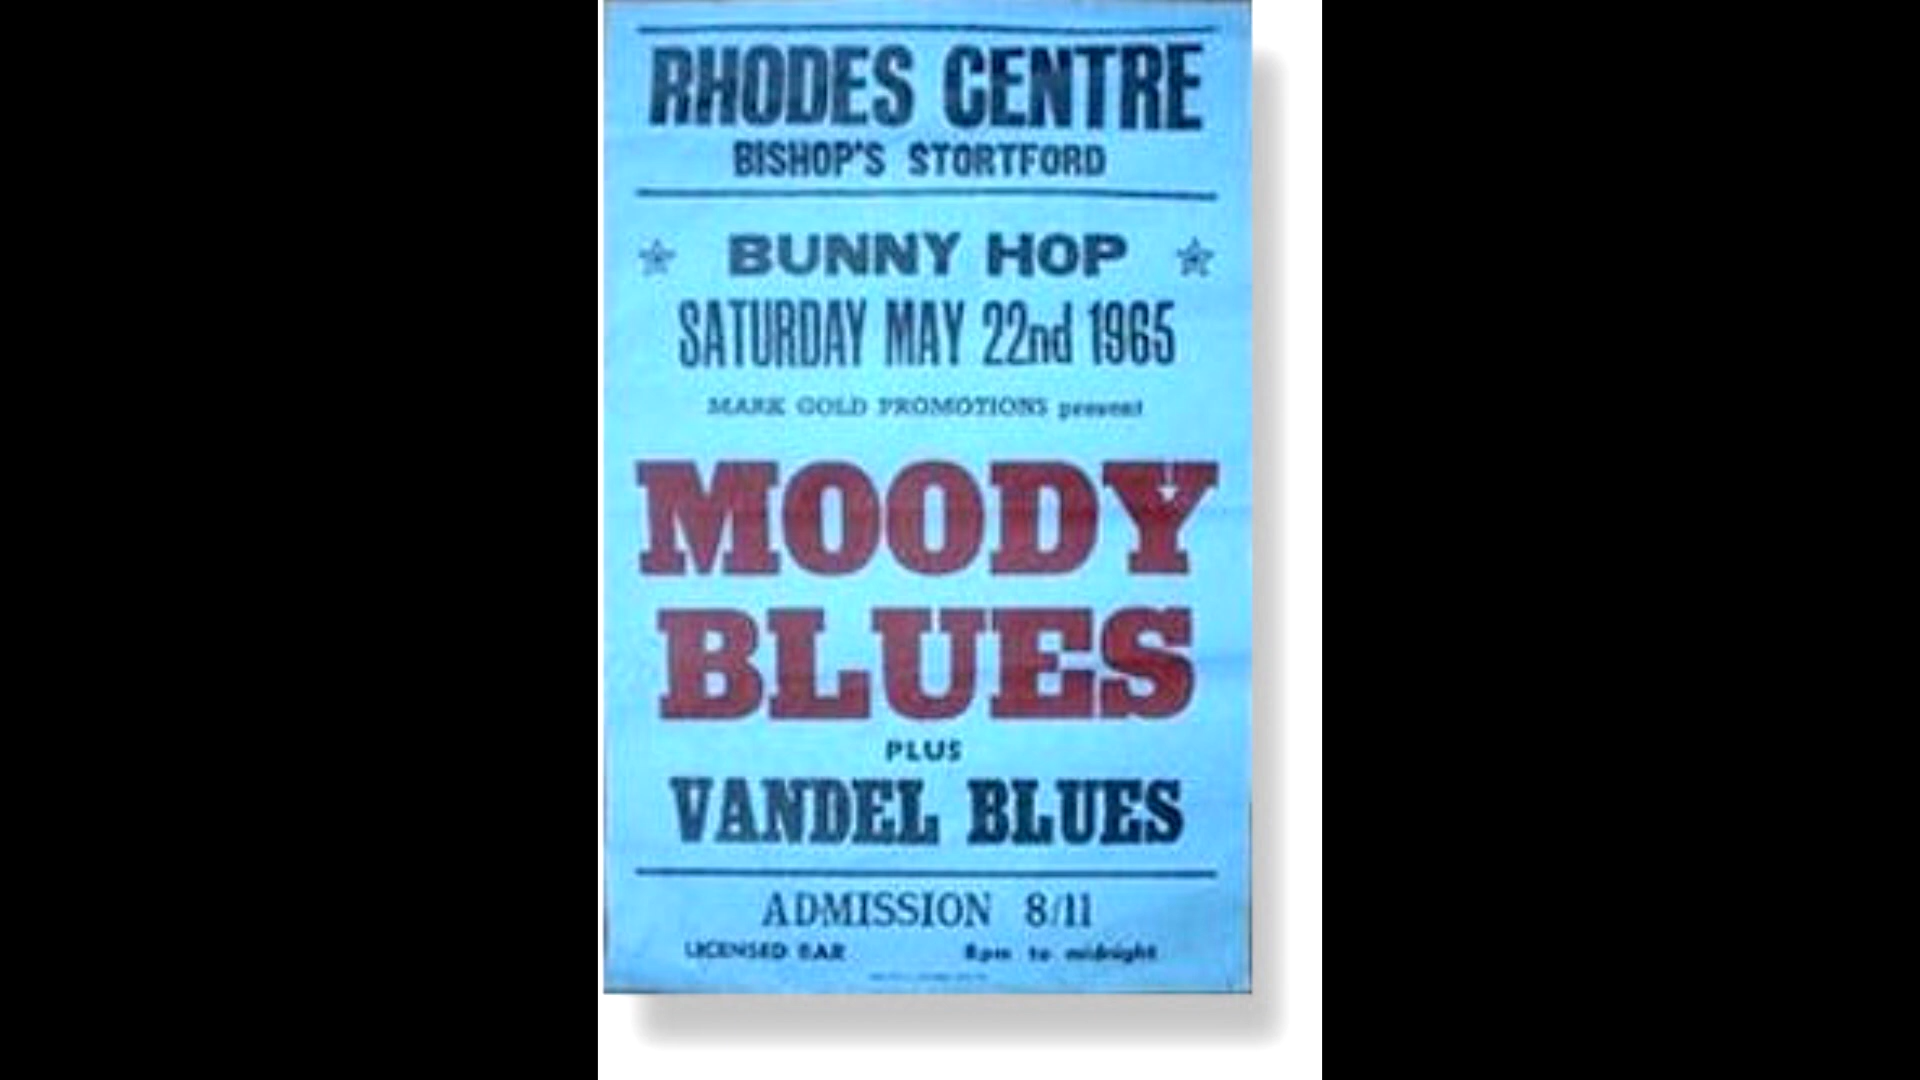 RHODES CENTRE
BISHOP'S STORTFORD
BUNNY HOP
SATURDAY MAY 22nd 1965
MARK GOLD PROMOTIONS present
MOODY
BLUES
PLUS
VANDEL BLUES
ADMISSION 8/11
LICENSED BAR 8pm to midnight